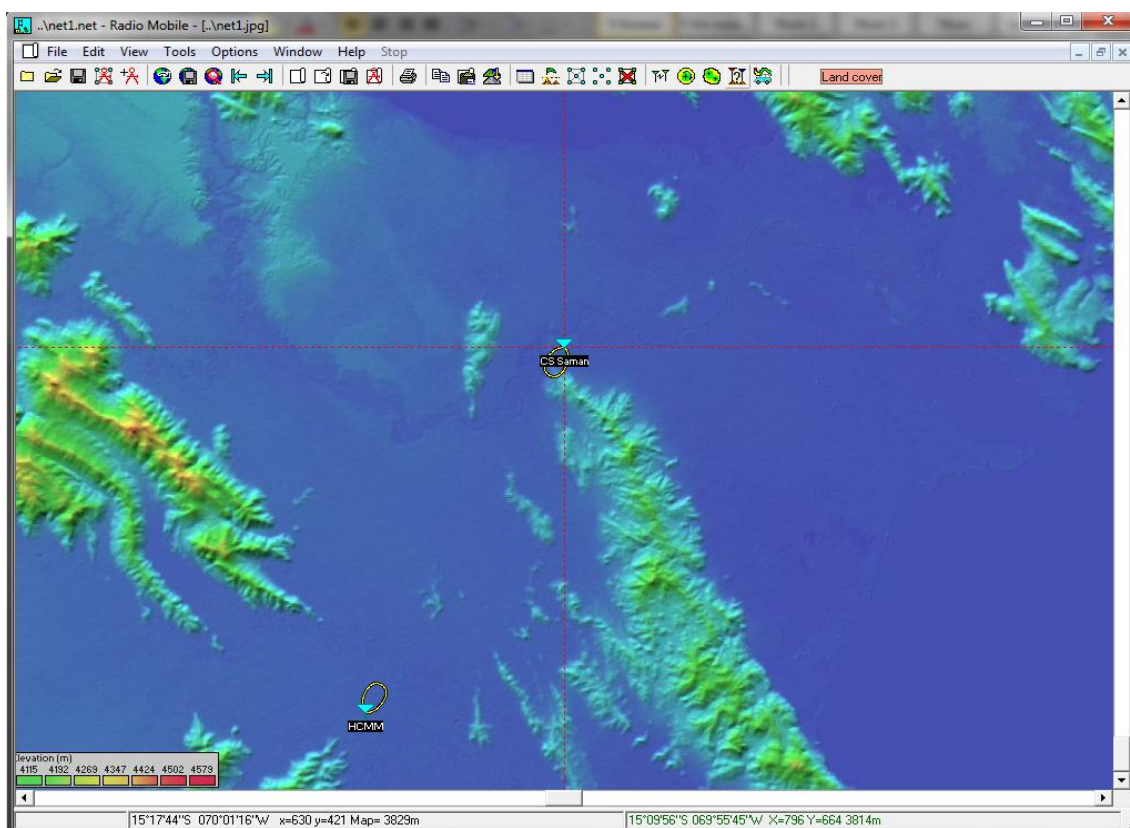 ..\net1.net - Radio Mobile - [..\net1.jpg]
File Edit View Tools Options Window Help Stop
Land cover
CS Saman
HCMM
levation (m)
4115 4192 4269 4347 4424 4502 4579
15°17'44''S 070°01'16''W x=630 y=421 Map= 3829m
15°09'56''S 069°55'45''W X=796 Y=664 3814m